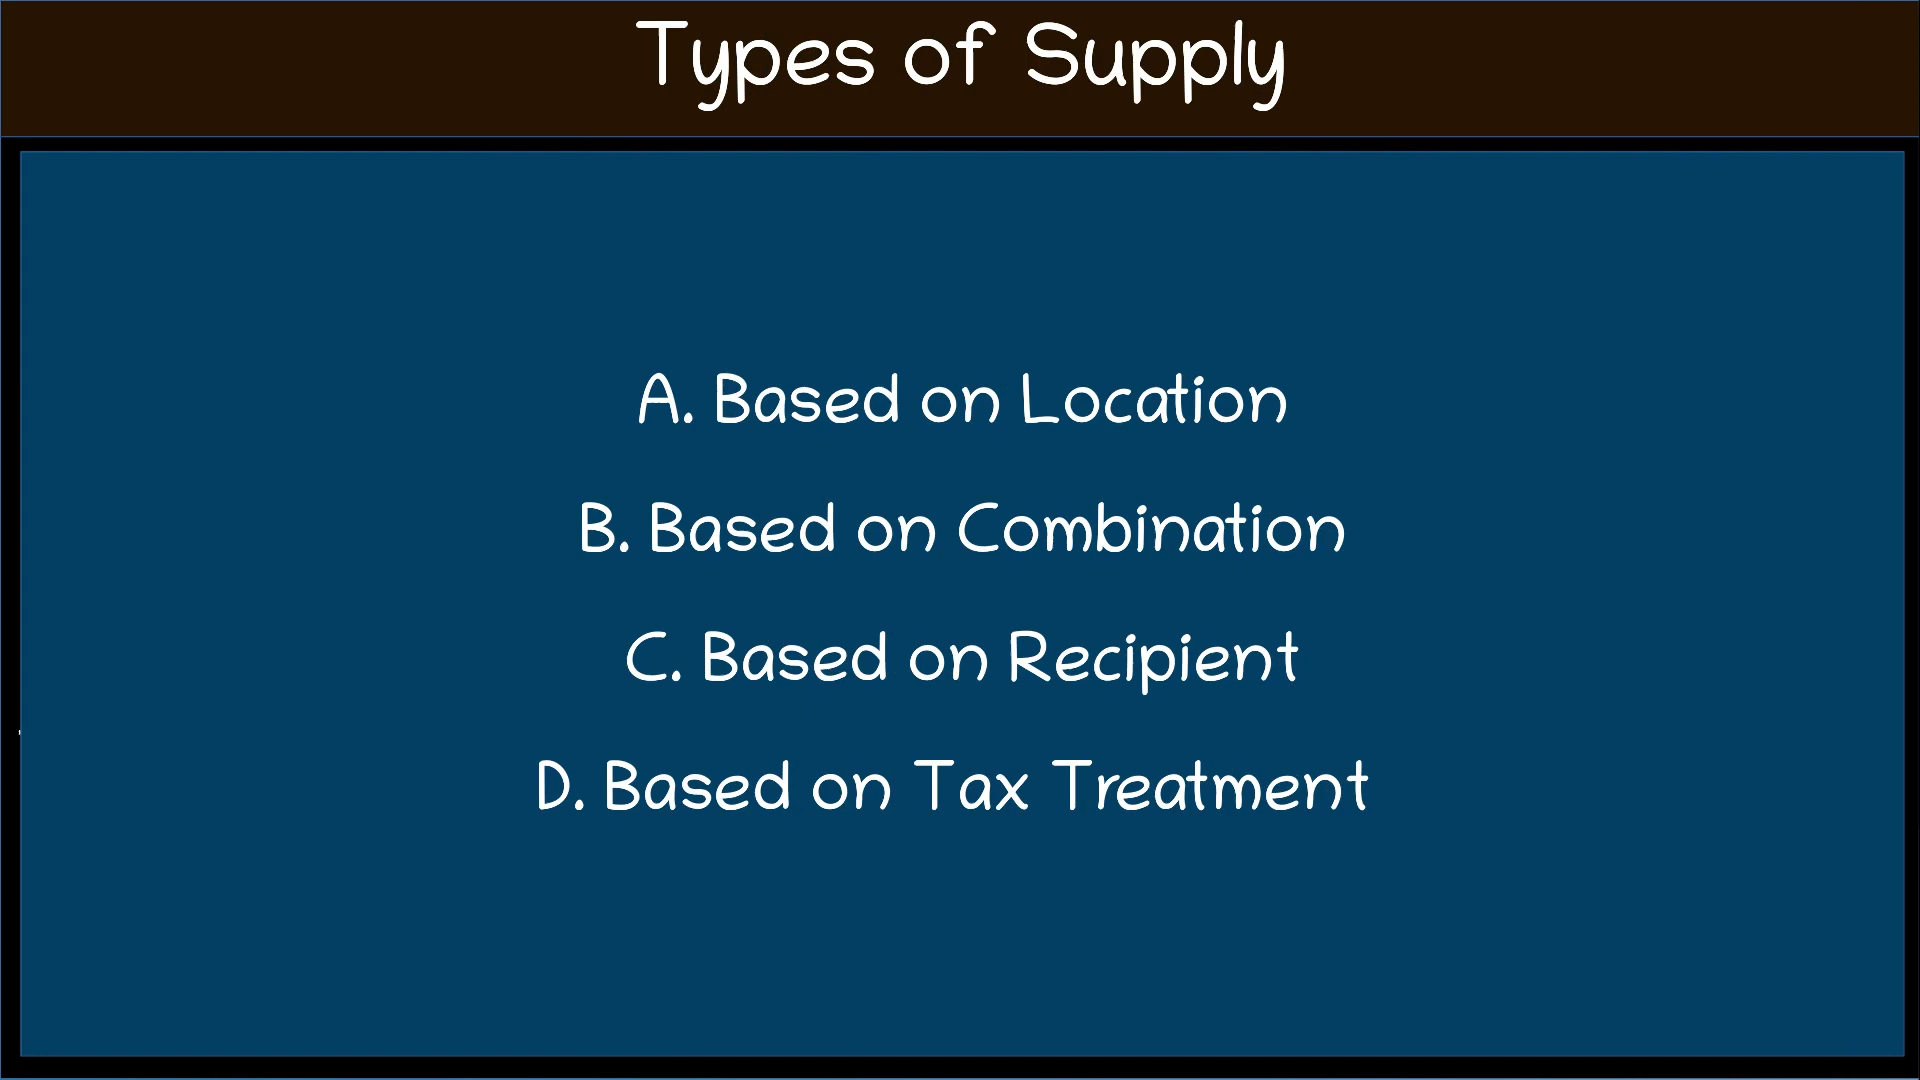 Types of Supply
A. Based on Location
B. Based on Combination
C. Based on Recipient
D. Based on Tax Treatment